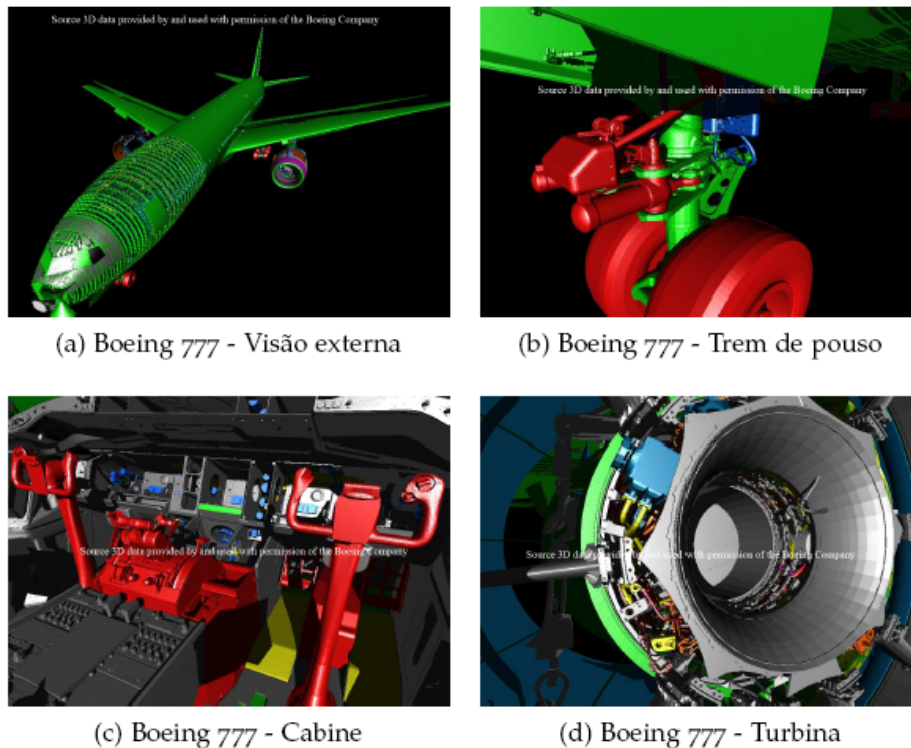 Source 3D data provided by and used with permission of the Boeing Company
Source 3D data provided by and used with permission of the Boeing Company
(a) Boeing 777 - Visão externa
(b) Boeing 777 - Trem de pouso
Source 3D data provided by and used with permission of the Boeing Company
Source 3D data provided by and used with permission of the Boeing Company
(c) Boeing 777 - Cabine
(d) Boeing 777 - Turbina